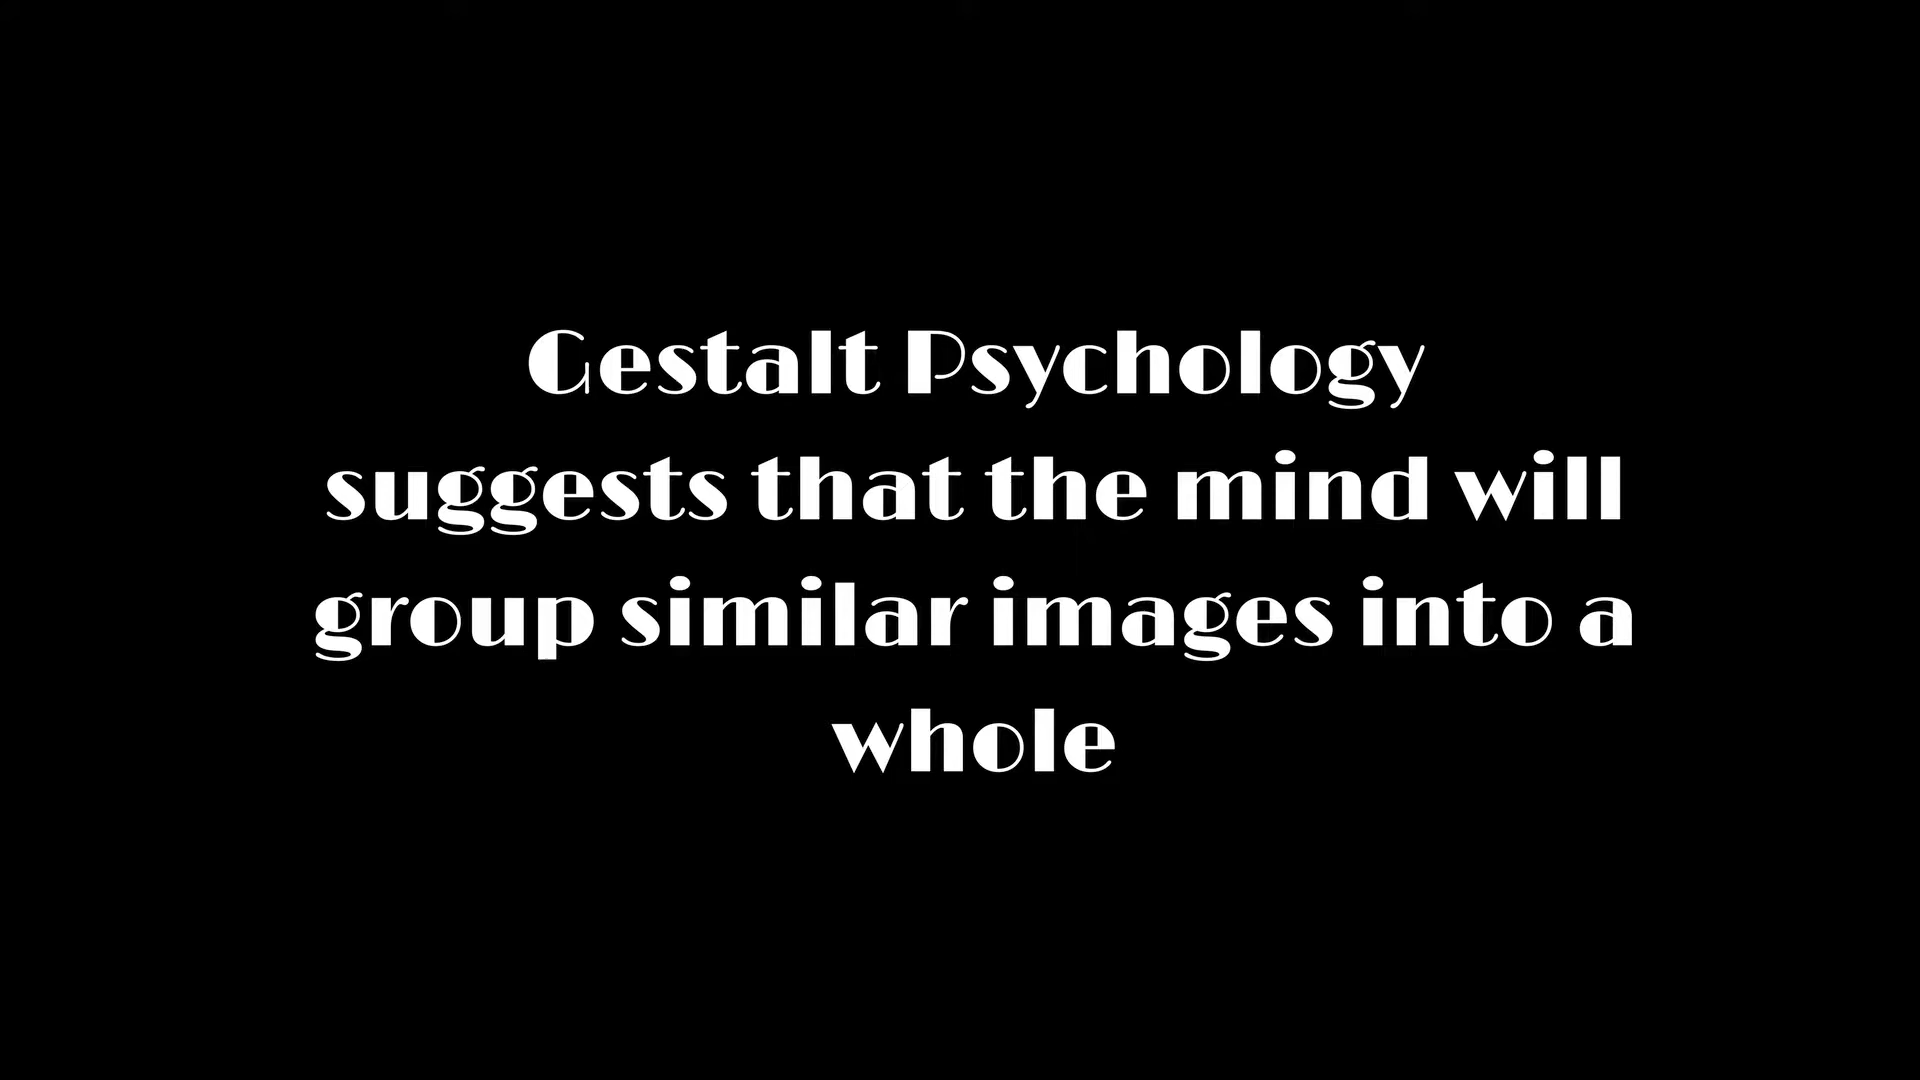 Gestalt Psychology
suggests that the mind will
group similar images into a
whole